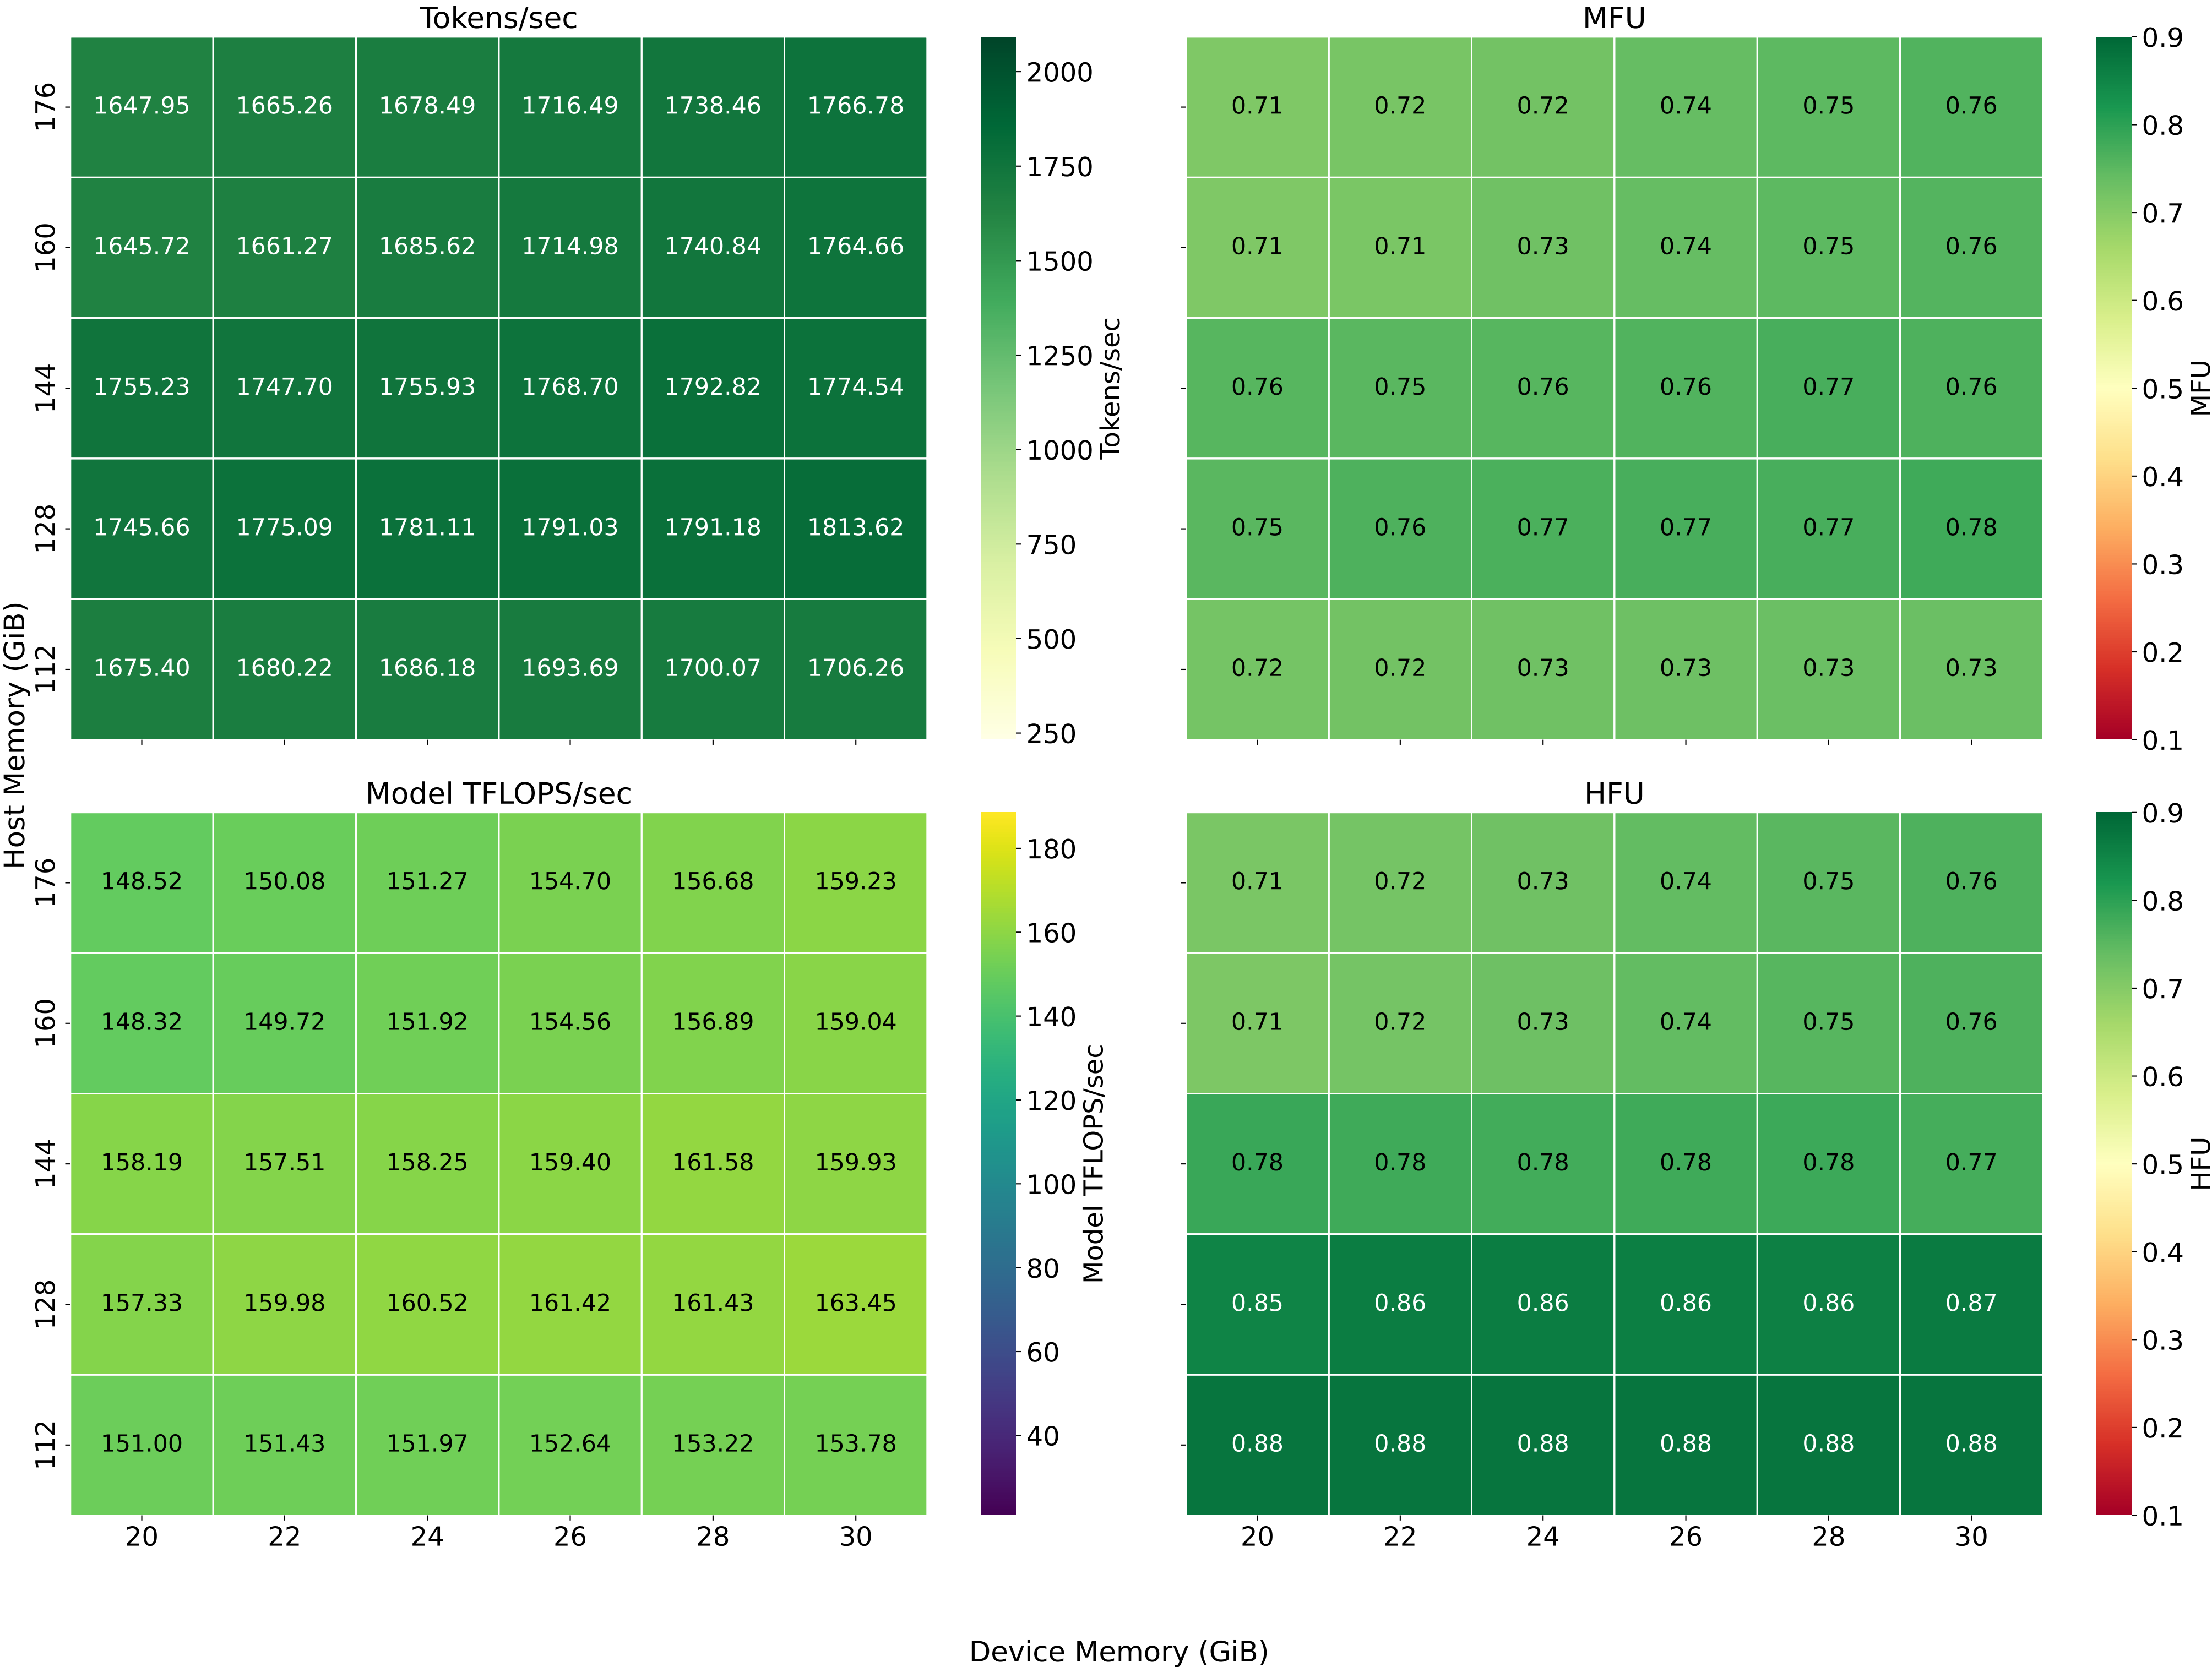 Tokens/sec
176 1647.95 1665.26 1678.49 1716.49 1738.46 1766.78
160 1645.72 1661.27 1685.62 1714.98 1740.84 1764.66
144 1755.23 1747.70 1755.93 1768.70 1792.82 1774.54
128 1745.66 1775.09 1781.11 1791.03 1791.18 1813.62
112 1675.40 1680.22 1686.18 1693.69 1700.07 1706.26
2000
1750
1500
1250
1000
750
500
250
Tokens/sec
MFU
0.71 0.72 0.72 0.74 0.75 0.76
0.71 0.71 0.73 0.74 0.75 0.76
0.76 0.75 0.76 0.76 0.77 0.76
0.75 0.76 0.77 0.77 0.77 0.78
0.72 0.72 0.73 0.73 0.73 0.73
0.9
0.8
0.7
0.6
0.5
0.4
0.3
0.2
0.1
MFU
Host Memory (GiB)
Model TFLOPS/sec
176 148.52 150.08 151.27 154.70 156.68 159.23
160 148.32 149.72 151.92 154.56 156.89 159.04
144 158.19 157.51 158.25 159.40 161.58 159.93
128 157.33 159.98 160.52 161.42 161.43 163.45
112 151.00 151.43 151.97 152.64 153.22 153.78
20 22 24 26 28 30
180
160
140
120
100
80
60
40
Model TFLOPS/sec
HFU
0.71 0.72 0.73 0.74 0.75 0.76
0.71 0.72 0.73 0.74 0.75 0.76
0.78 0.78 0.78 0.78 0.78 0.77
0.85 0.86 0.86 0.86 0.86 0.87
0.88 0.88 0.88 0.88 0.88 0.88
20 22 24 26 28 30
0.9
0.8
0.7
0.6
0.5
0.4
0.3
0.2
0.1
HFU
Device Memory (GiB)